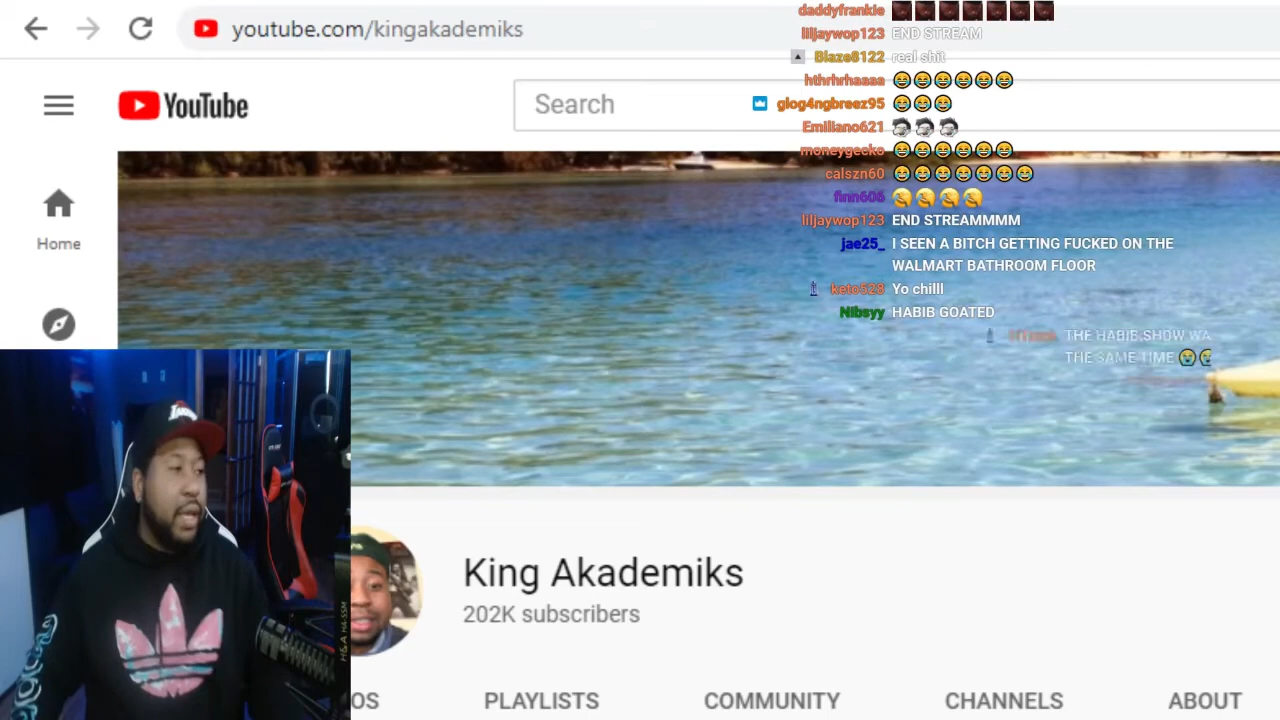 youtube.com/kingakademiks
YouTube
Search
Home
daddyfrankie
liljaywop123 END STREAM
Blaze8122 real shit
hthrhrhaaaa 😂😂😂😂😂😂
glog4ngbreez95 😂😂😂
Emiliano621
moneygecko 😂😂😂😂😂😂
calszn60 😂😂😂😂😂😂😂
finn606
liljaywop123 END STREAMMMM
jae25_ I SEEN A BITCH GETTING FUCKED ON THE
WALMART BATHROOM FLOOR
keto528 Yo chilll
Nibsyy HABIB GOATED
THE HABIB SHOW WA
THE SAME TIME 😭
King Akademiks
202K subscribers
OS
PLAYLISTS
COMMUNITY
CHANNELS
ABOUT